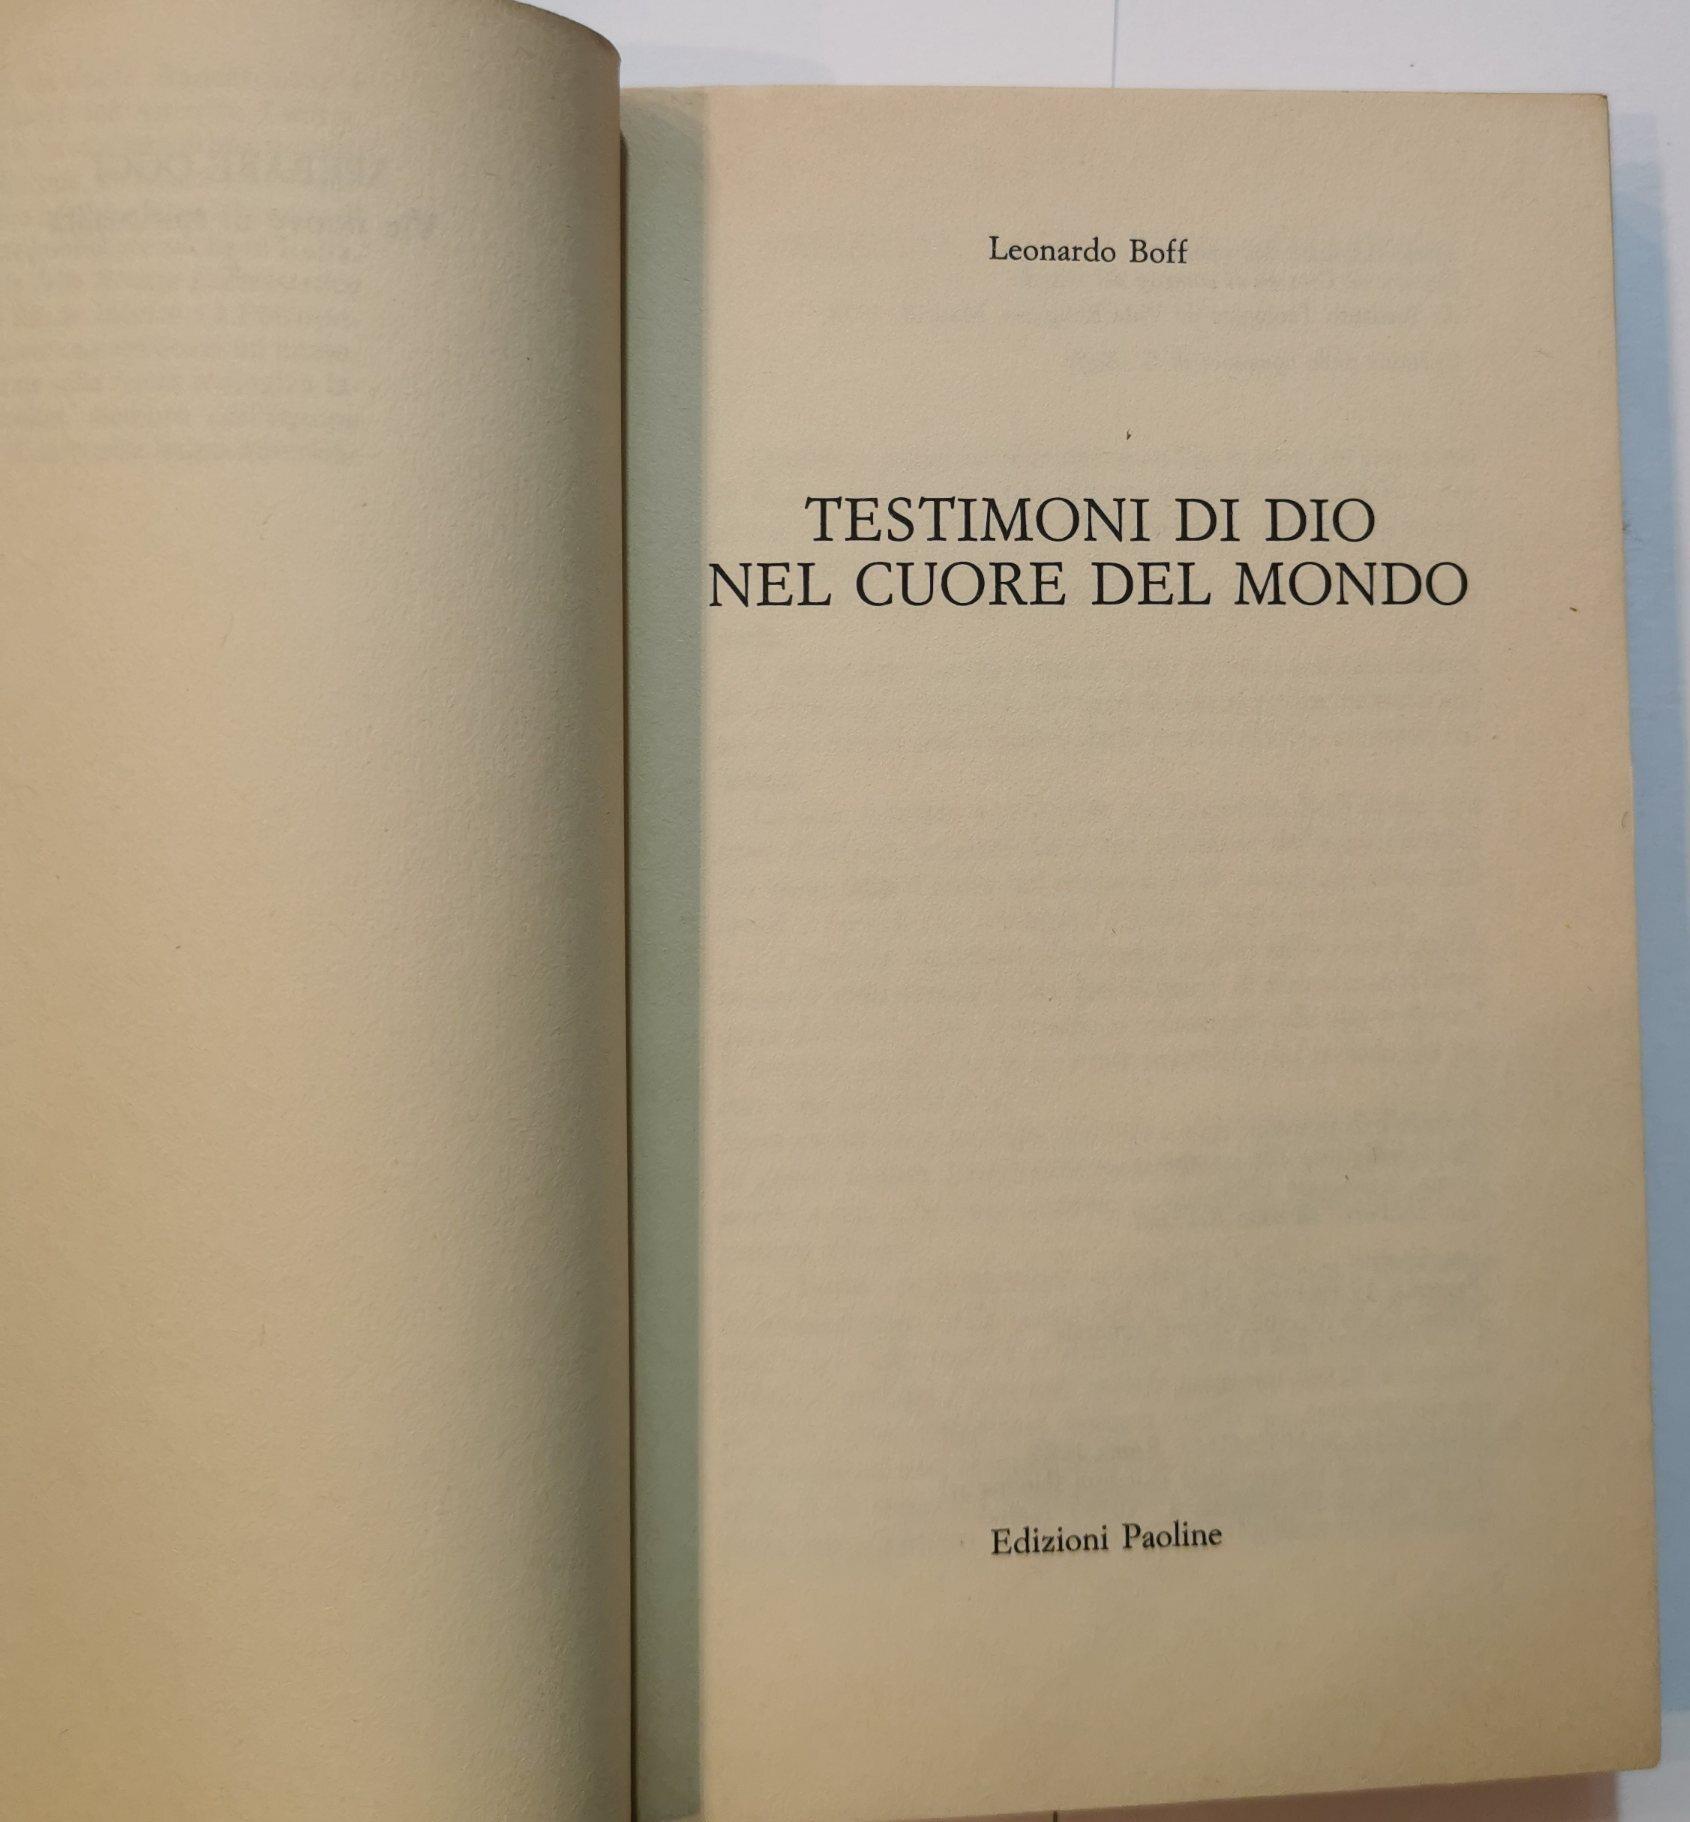 Leonardo Boff
TESTIMONI DI DIO
NEL CUORE DEL MONDO
Edizioni Paoline